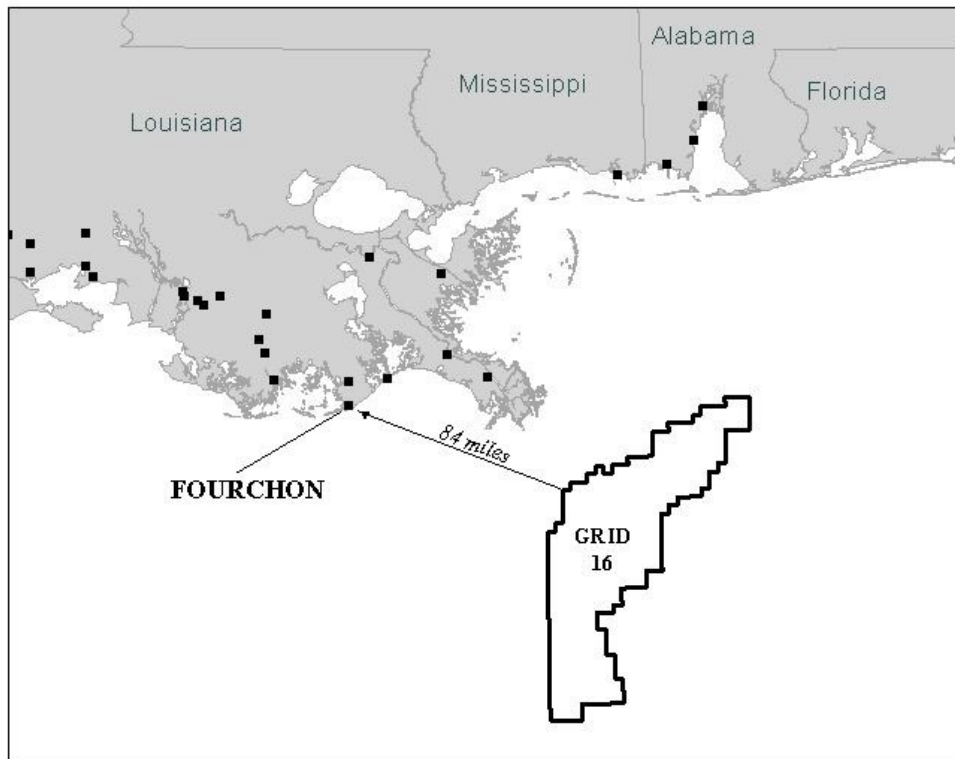 Alabama
Mississippi
Florida
Louisiana
84 miles
FOURCHON
GRID
16